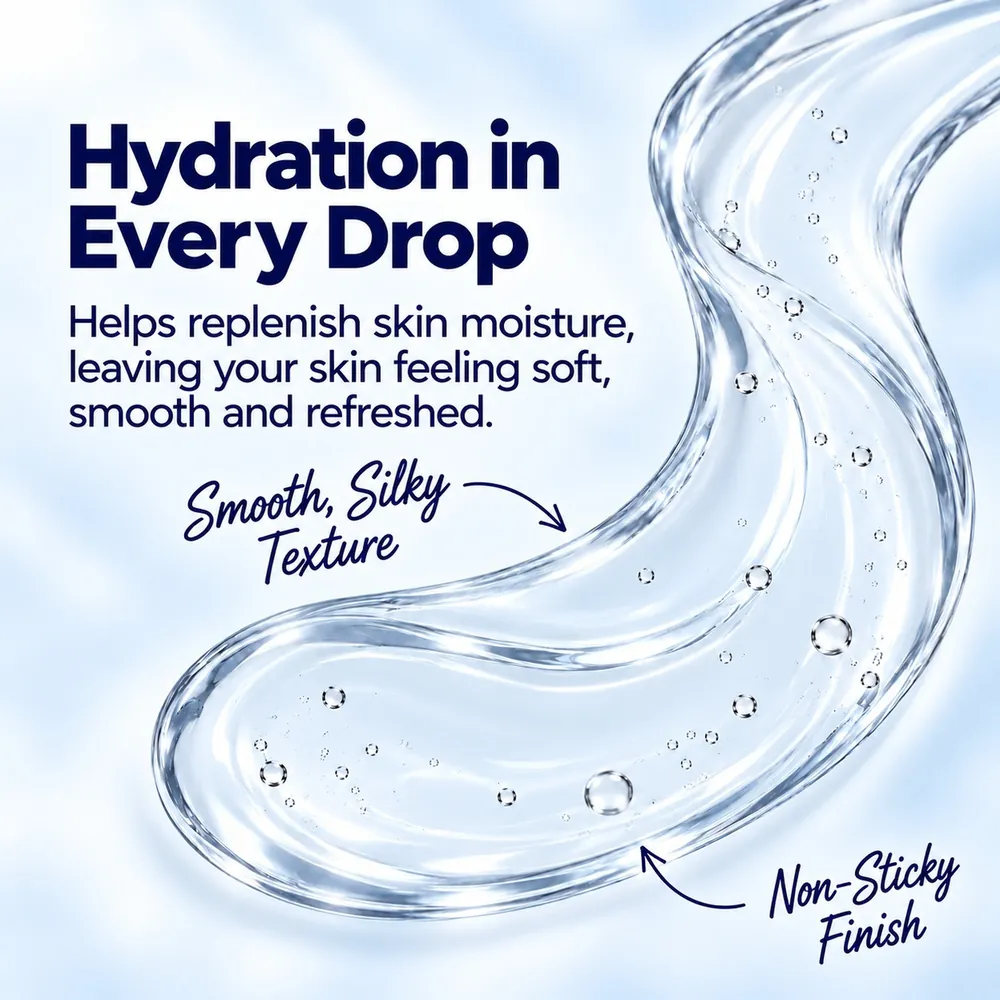 Hydration in
Every Drop
Helps replenish skin moisture,
leaving your skin feeling soft,
smooth and refreshed.
Smooth, Silky
Texture
Non-Sticky
Finish